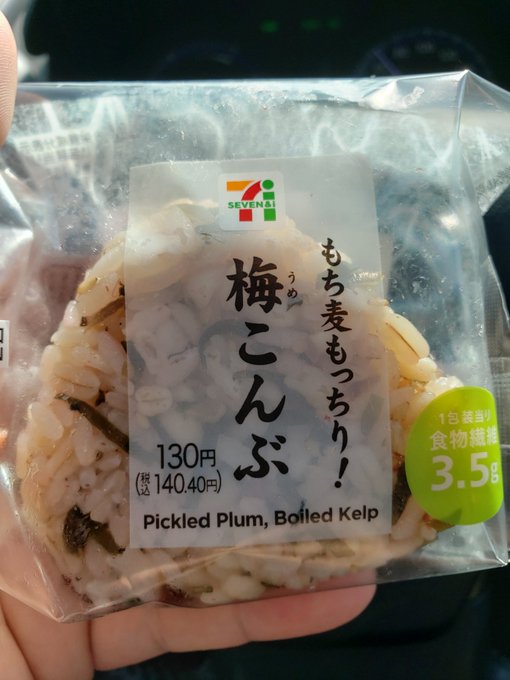 SEVEN&i
もち麦もっちり！
梅こんぶ
うめ
130円
(税込140.40円)
Pickled Plum, Boiled Kelp
1包装当り
食物繊維
3.5g